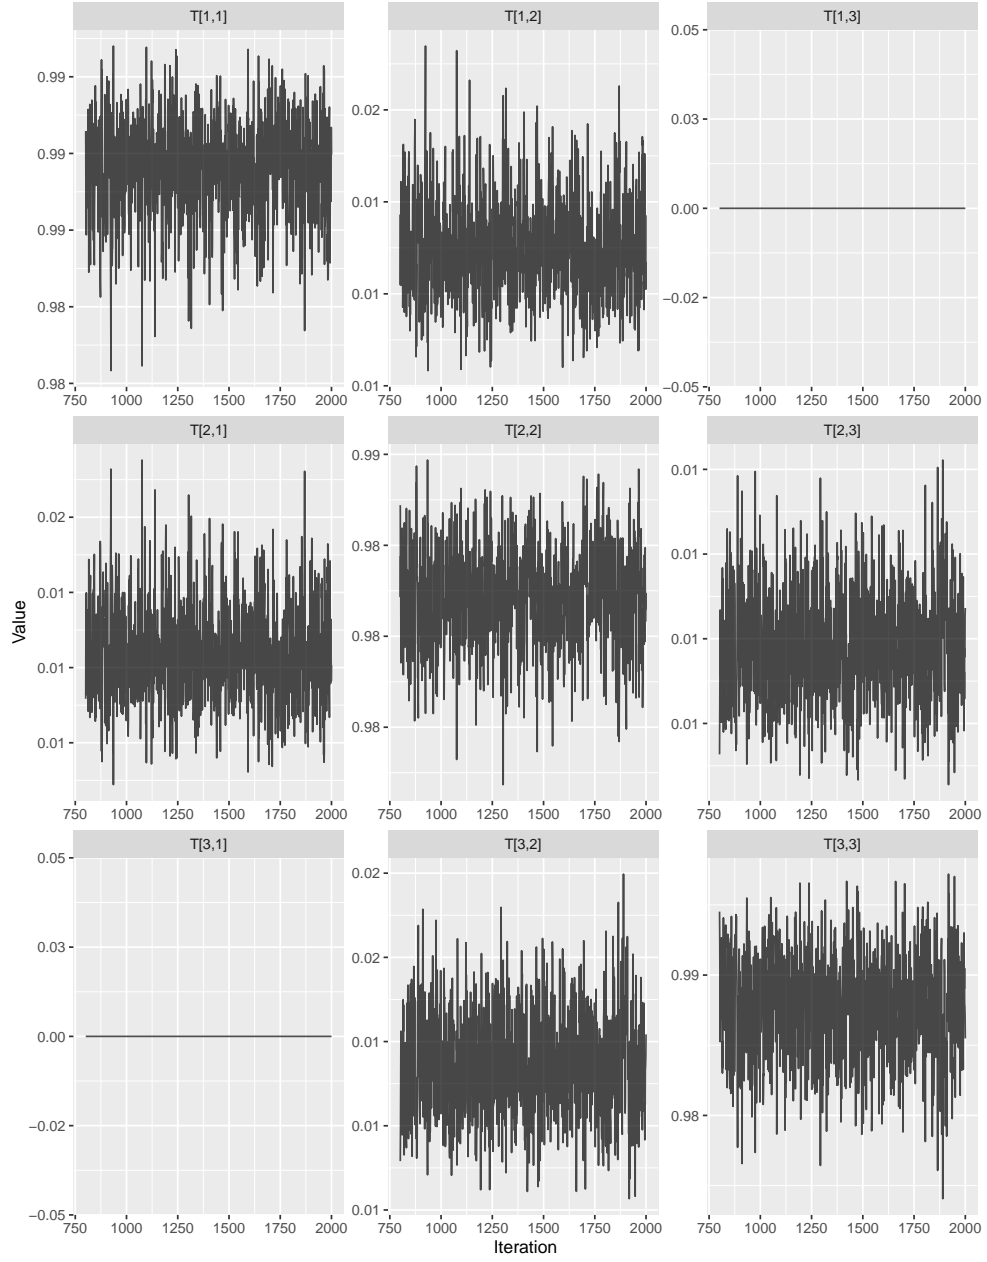 T[1,1] T[1,2] T[1,3]
0.99 0.99 0.99 0.98 0.98
0.02 0.01 0.01 0.01
0.05 0.03 0.00 −0.02 −0.05
750 1000 1250 1500 1750 2000 750 1000 1250 1500 1750 2000 750 1000 1250 1500 1750 2000
T[2,1] T[2,2] T[2,3]
Value
0.02 0.01 0.01 0.01
0.99 0.98 0.98 0.98
0.01 0.01 0.01 0.01
750 1000 1250 1500 1750 2000 750 1000 1250 1500 1750 2000 750 1000 1250 1500 1750 2000
T[3,1] T[3,2] T[3,3]
0.05 0.03 0.00 −0.02 −0.05
0.02 0.02 0.01 0.01 0.01
0.99 0.98
750 1000 1250 1500 1750 2000 750 1000 1250 1500 1750 2000 750 1000 1250 1500 1750 2000
Iteration